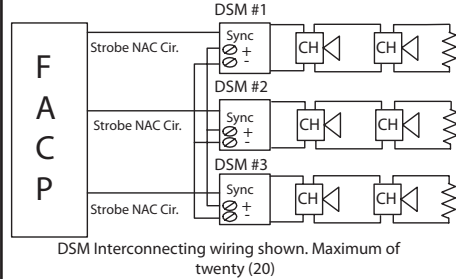 DSM #1
Strobe NAC Cir.
Sync
+
-
CH
CH
DSM #2
Strobe NAC Cir.
Sync
+
-
CH
CH
DSM #3
Strobe NAC Cir.
Sync
+
-
CH
CH
F
A
C
P
DSM Interconnecting wiring shown. Maximum of
twenty (20)